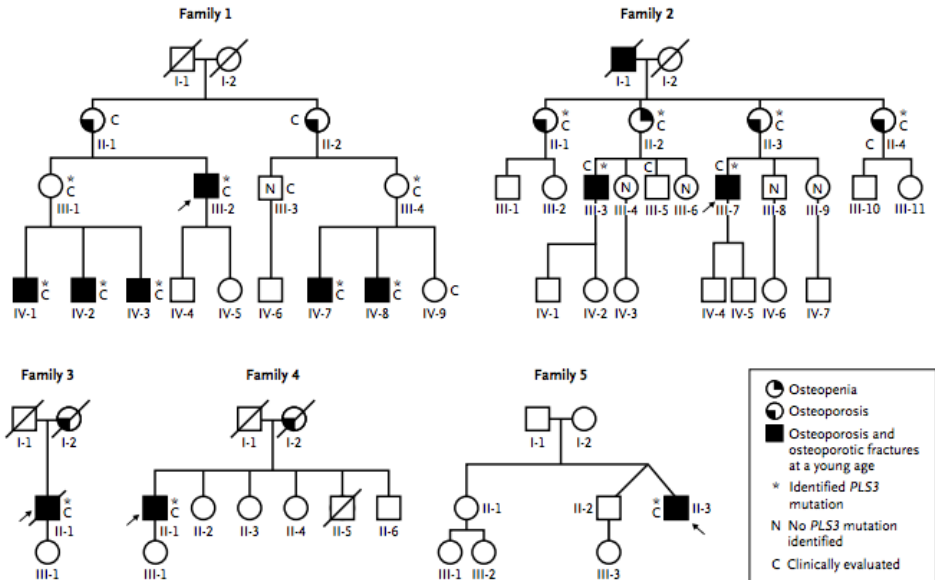 Family 1
Family 2
I-1 I-2
I-1 I-2
C C
* C * C * C * C
II-1 II-2
II-1 II-2 II-3 C II-4
* C * C N C * C
C * N C N C * N N
III-1 III-2 III-3 III-4
III-1 III-2 III-3 III-4 III-5 III-6 III-7 III-8 III-9 III-10 III-11
* C * C * C * C * C C
IV-1 IV-2 IV-3 IV-4 IV-5 IV-6 IV-7 IV-8 IV-9
IV-1 IV-2 IV-3 IV-4 IV-5 IV-6 IV-7
Family 3
Family 4
Family 5
I-1 I-2
I-1 I-2
I-1 I-2
* C
II-1
III-1
* C
II-1 II-2 II-3 II-4 II-5 II-6
III-1
II-1 II-2 * C II-3
III-1 III-2 III-3
Osteopenia
Osteoporosis
Osteoporosis and
osteoporotic fractures
at a young age
* Identified PLS3
mutation
N No PLS3 mutation
identified
C Clinically evaluated